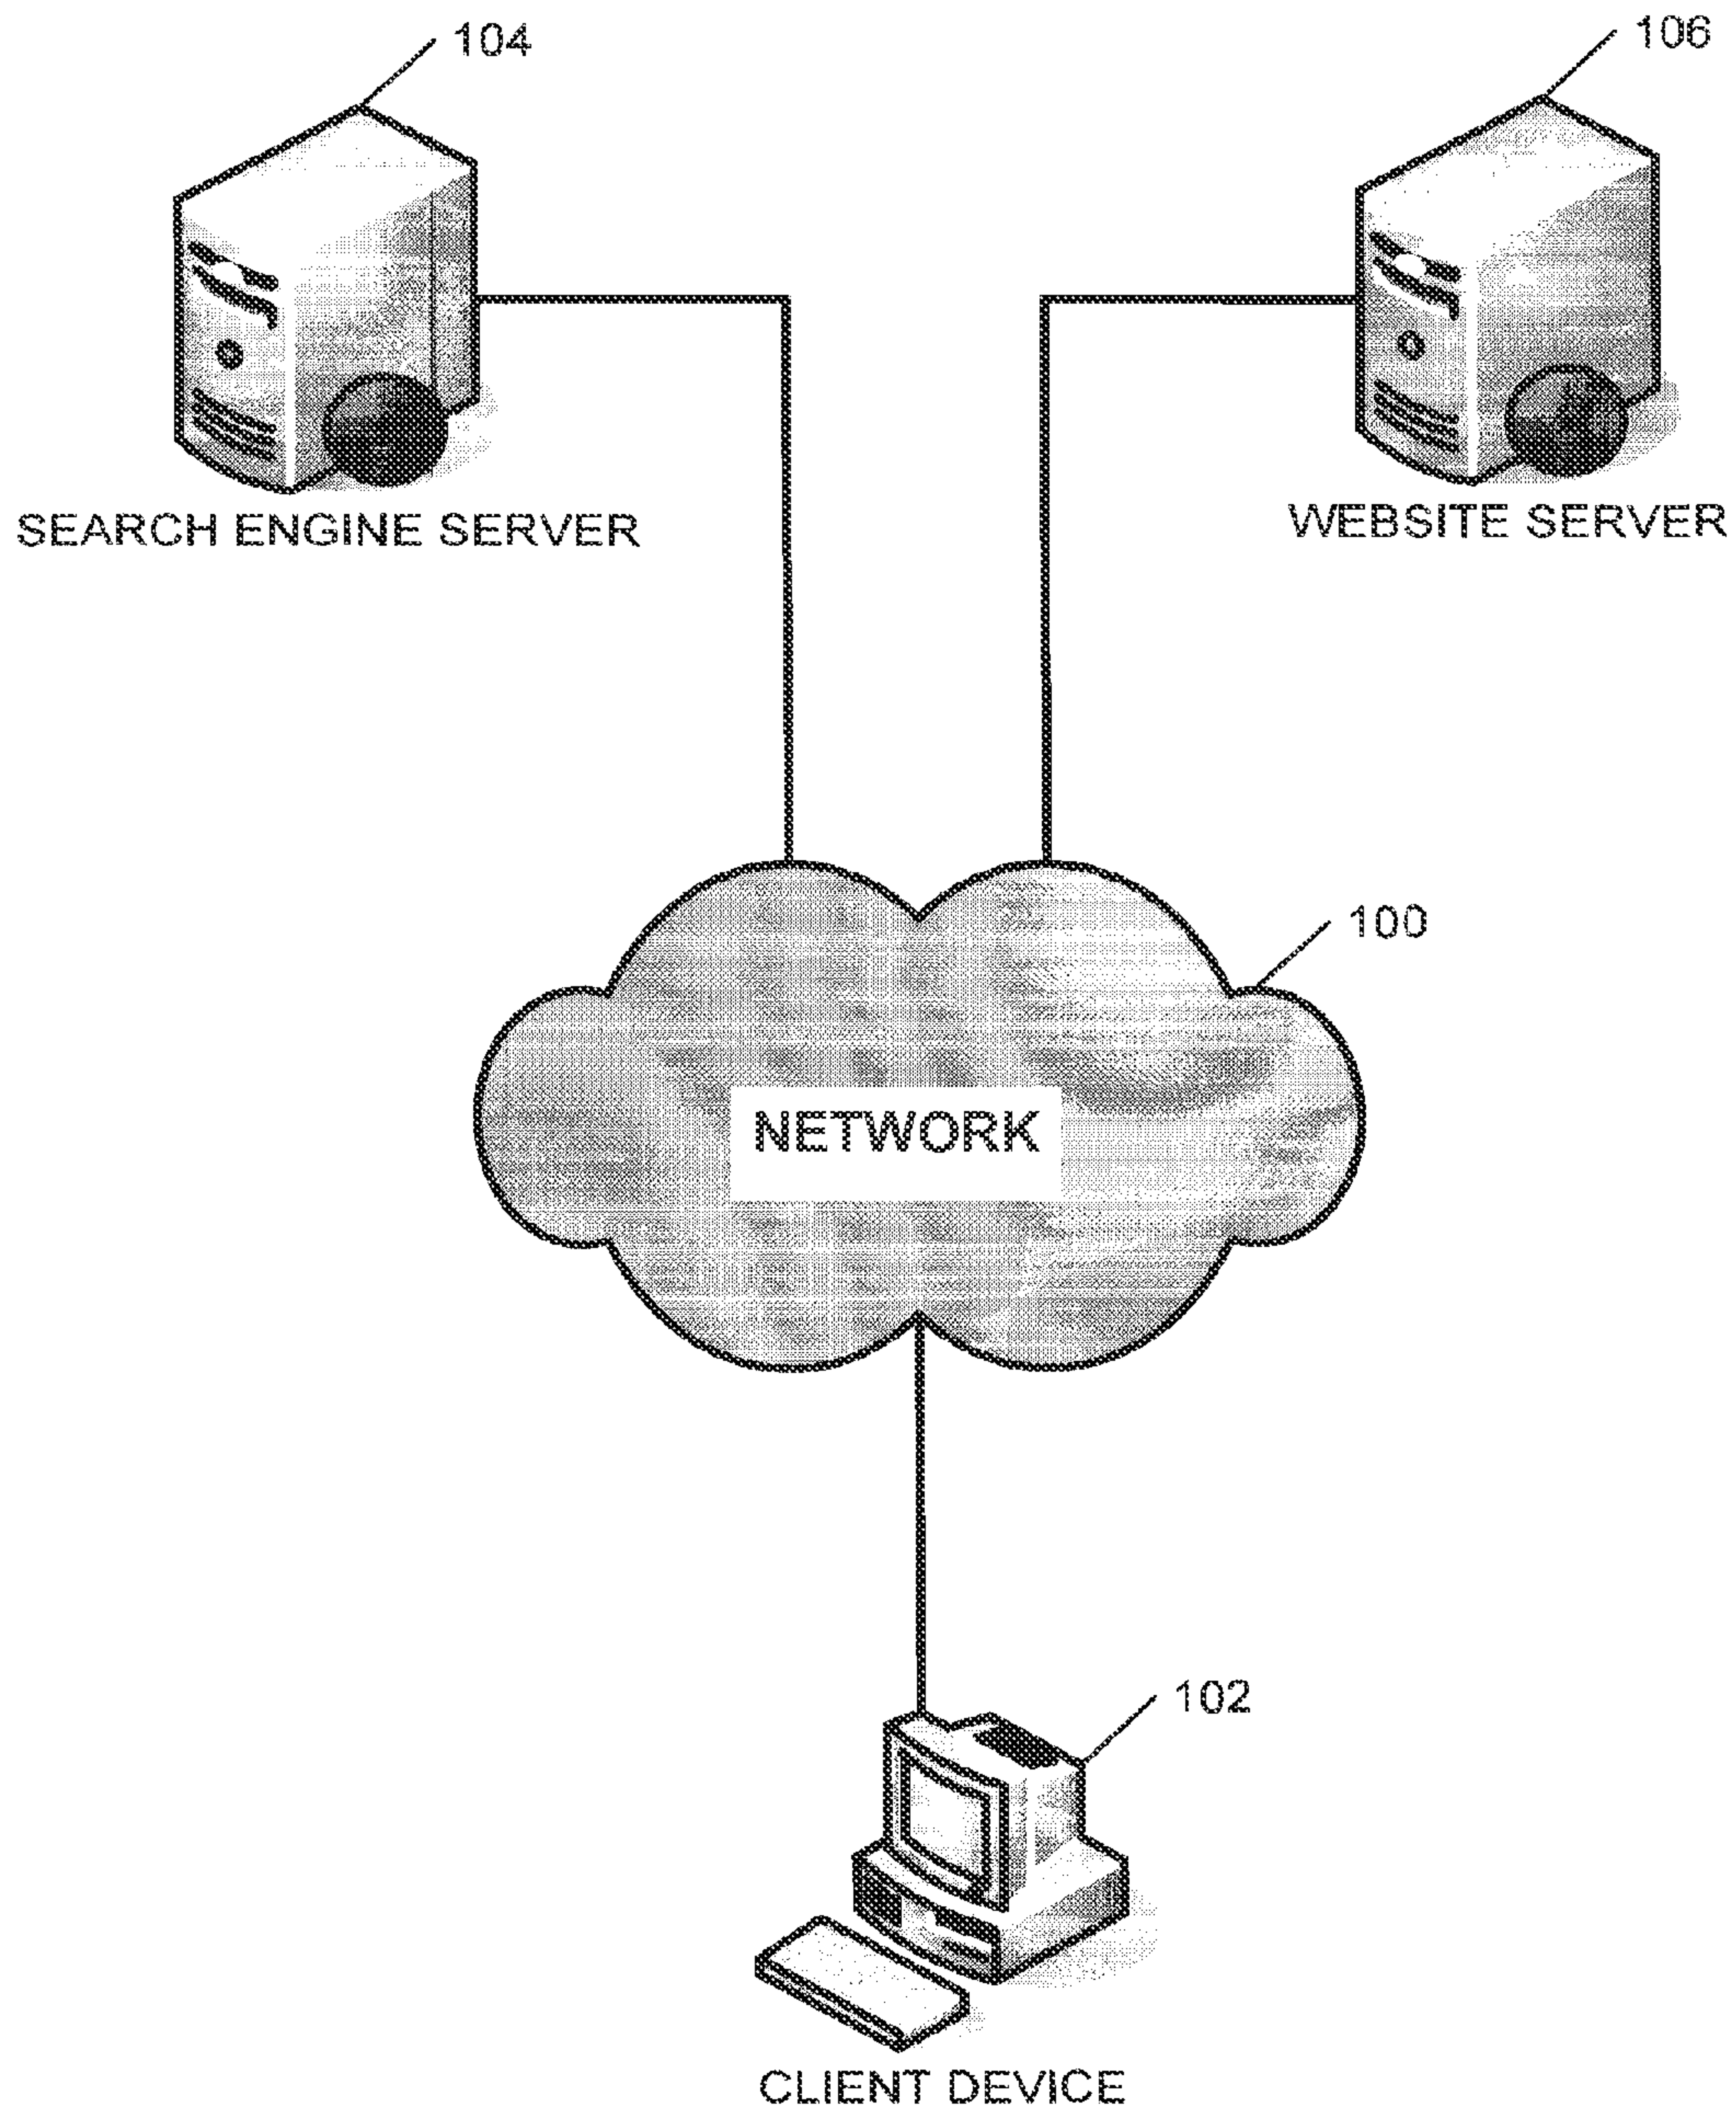 104
106
SEARCH ENGINE SERVER
WEBSITE SERVER
100
NETWORK
102
CLIENT DEVICE